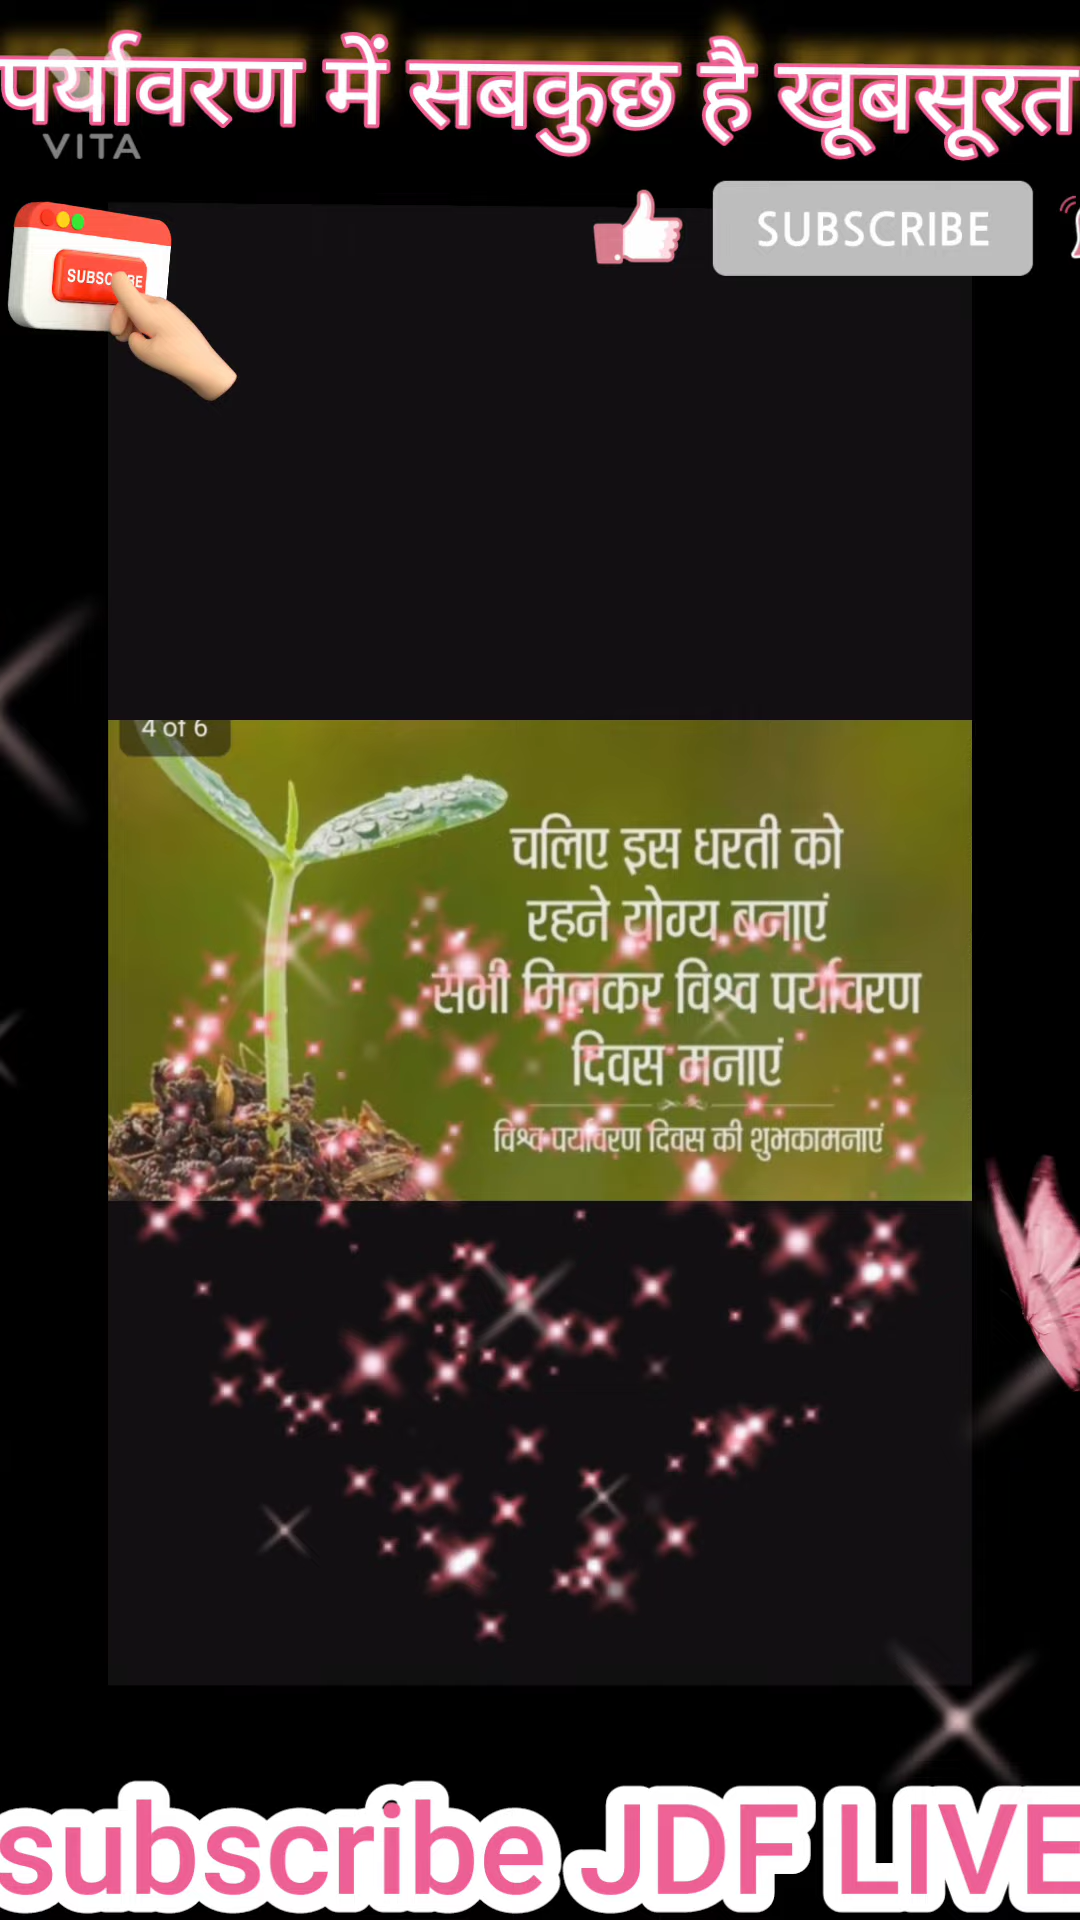 पर्यावरण में सबकुछ है खूबसूरत
VITA
SUBSCRIBE
SUBSCRIBE
4 of 6
चलिए इस धरती को
रहने योग्य बनाएं
सभी मिलकर विश्व पर्यावरण
दिवस मनाएं
विश्व पर्यावरण दिवस की शुभकामनाएं
subscribe JDF LIVE